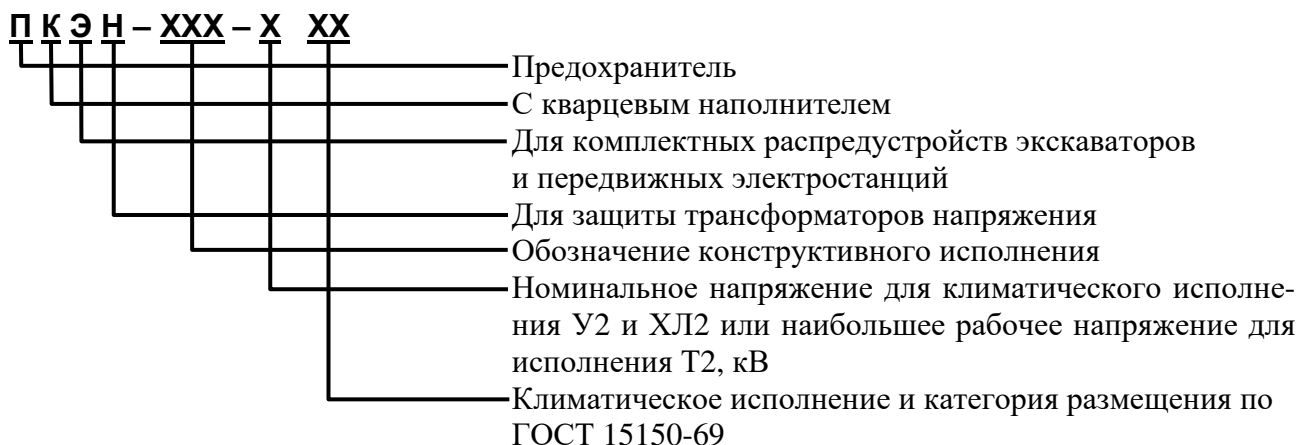 П К Э Н – ХХХ – Х ХХ
Предохранитель
С кварцевым наполнителем
Для комплектных распредустройств экскаваторов
и передвижных электростанций
Для защиты трансформаторов напряжения
Обозначение конструктивного исполнения
Номинальное напряжение для климатического исполне-
ния У2 и ХЛ2 или наибольшее рабочее напряжение для
исполнения Т2, кВ
Климатическое исполнение и категория размещения по
ГОСТ 15150-69